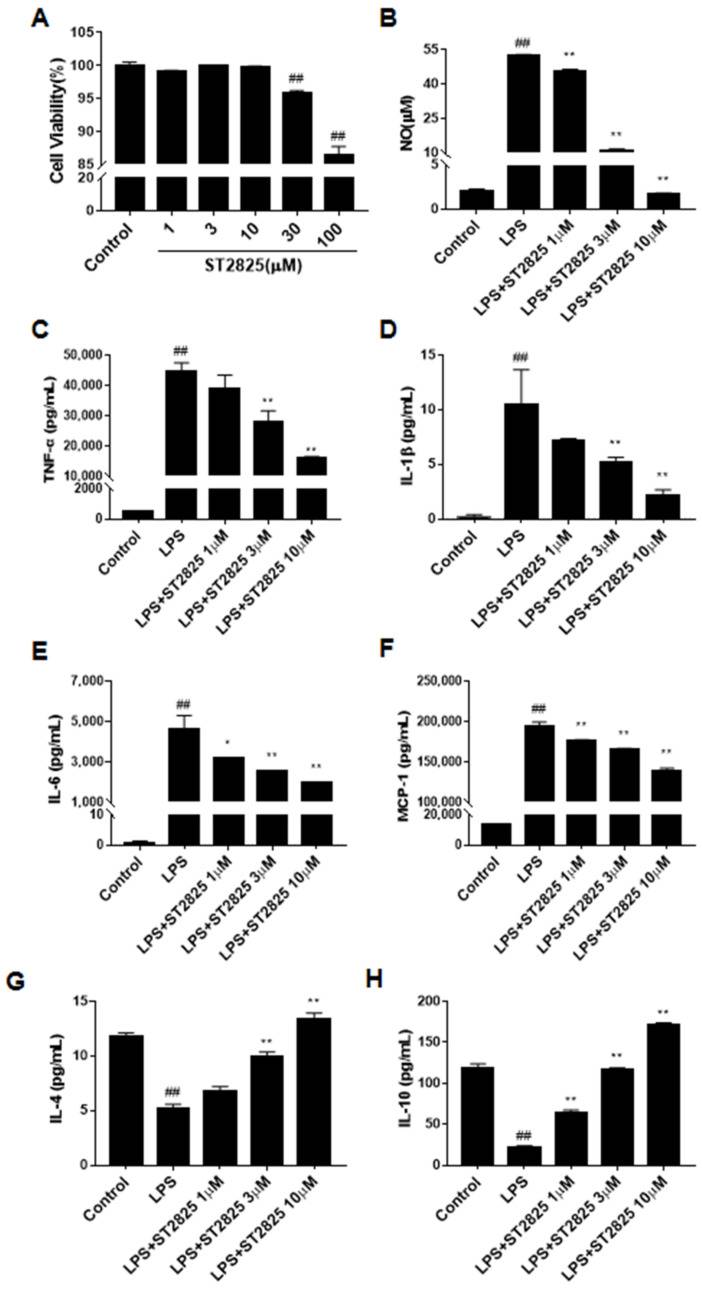 A
Cell Viability(%)
105
100
95
90
85
20
0
##
##
Control
1
3
10
30
100
ST2825(μM)
B
NO(μM)
55
40
25
10
5
0
##
**
**
**
Control
LPS
LPS+ST2825 1μM
LPS+ST2825 3μM
LPS+ST2825 10μM
C
TNF-α (pg/mL)
50,000
40,000
30,000
20,000
10,000
2000
0
##
**
**
Control
LPS
LPS+ST2825 1μM
LPS+ST2825 3μM
LPS+ST2825 10μM
D
IL-1β (pg/mL)
15
10
5
0
##
**
**
Control
LPS
LPS+ST2825 1μM
LPS+ST2825 3μM
LPS+ST2825 10μM
E
IL-6 (pg/mL)
7,000
5,000
3,000
1,000
10
0
##
*
**
**
Control
LPS
LPS+ST2825 1μM
LPS+ST2825 3μM
LPS+ST2825 10μM
F
MCP-1 (pg/mL)
250,000
200,000
150,000
100,000
20,000
0
##
**
**
**
Control
LPS
LPS+ST2825 1μM
LPS+ST2825 3μM
LPS+ST2825 10μM
G
IL-4 (pg/mL)
15
10
5
0
##
**
**
Control
LPS
LPS+ST2825 1μM
LPS+ST2825 3μM
LPS+ST2825 10μM
H
IL-10 (pg/mL)
200
150
100
50
0
##
**
**
**
Control
LPS
LPS+ST2825 1μM
LPS+ST2825 3μM
LPS+ST2825 10μM